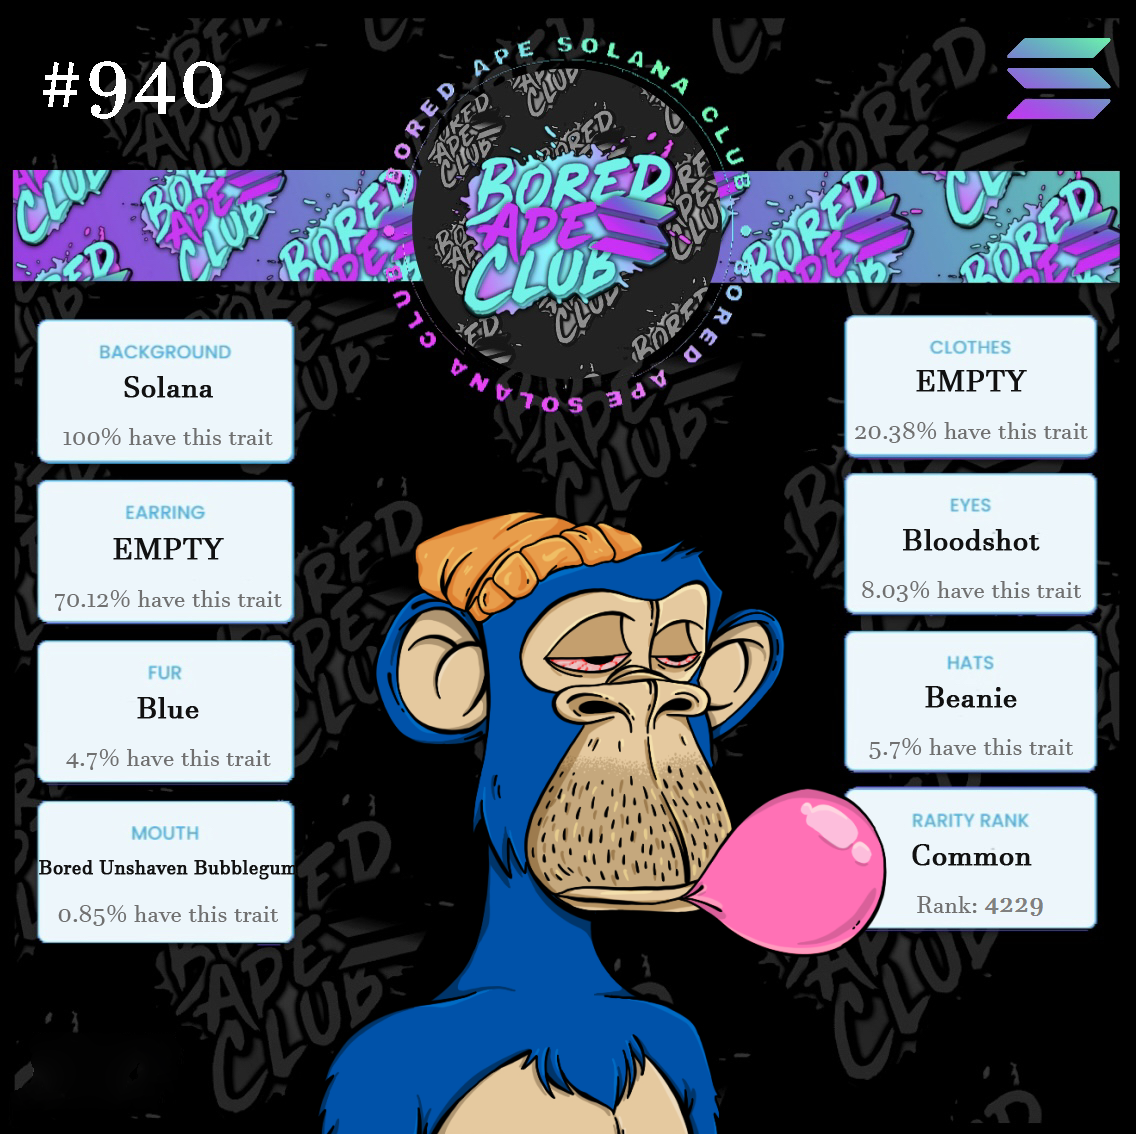 #940
BORED APE SOLANA CLUB
BORED APE SOLANA CLUB
BORED
APE
CLUB
BACKGROUND
Solana
100% have this trait
EARRING
EMPTY
70.12% have this trait
FUR
Blue
4.7% have this trait
MOUTH
Bored Unshaven Bubblegum
0.85% have this trait
CLOTHES
EMPTY
20.38% have this trait
EYES
Bloodshot
8.03% have this trait
HATS
Beanie
5.7% have this trait
RARITY RANK
Common
Rank: 4229